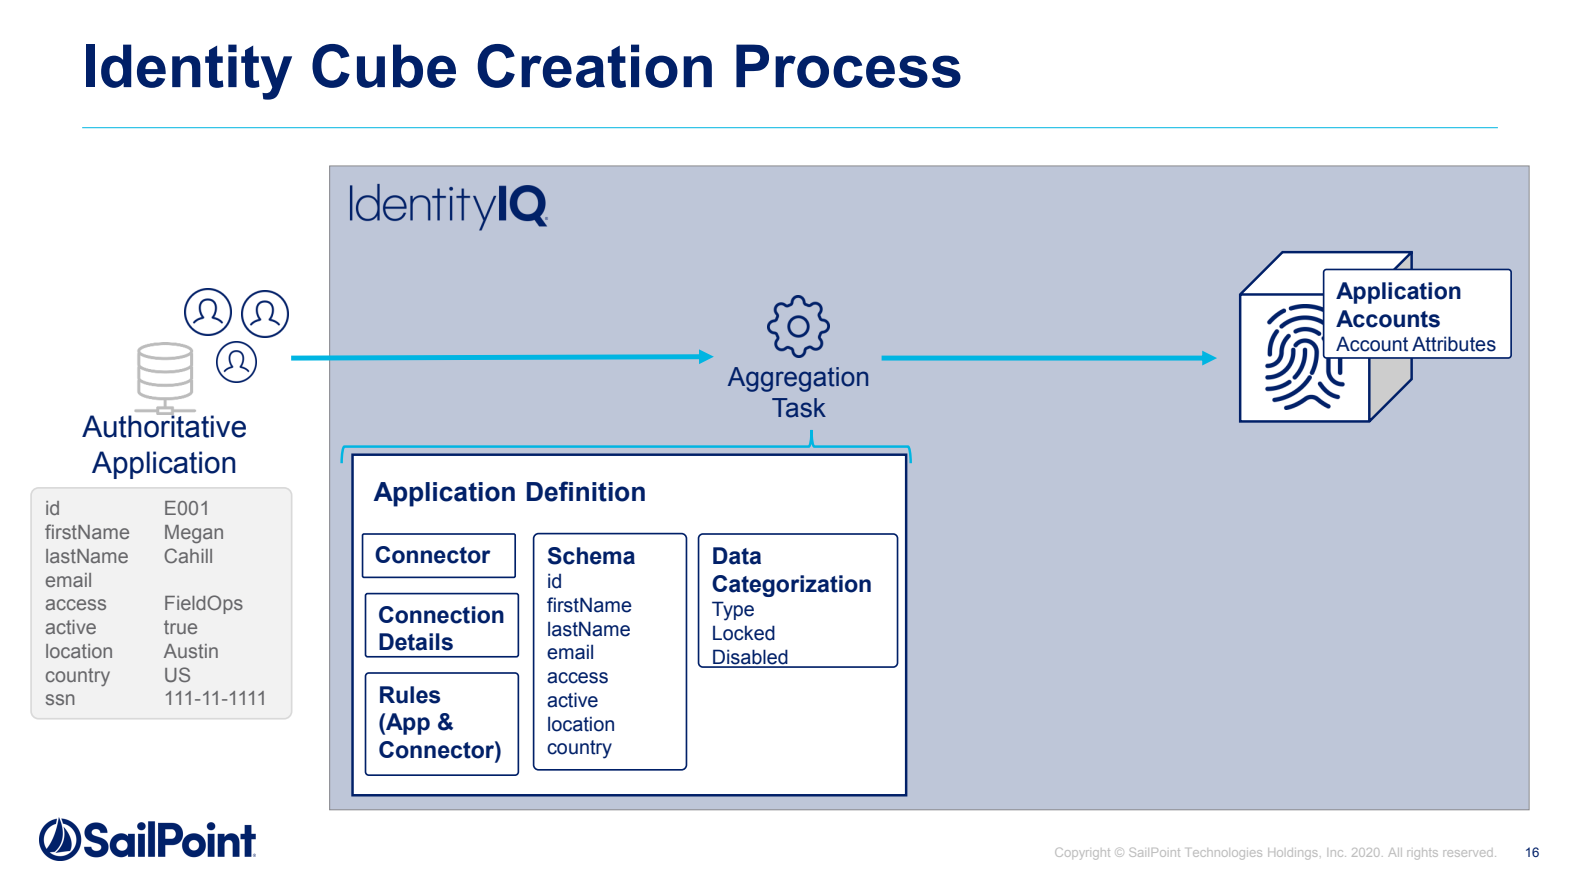 Identity Cube Creation Process
IdentityIQ
Application
Accounts
Account Attributes
Aggregation
Task
Authoritative
Application
id E001
firstName Megan
lastName Cahill
email
access FieldOps
active true
location Austin
country US
ssn 111-11-1111
Application Definition
Connector
Connection
Details
Rules
(App &
Connector)
Schema
id
firstName
lastName
email
access
active
location
country
Data
Categorization
Type
Locked
Disabled
SailPoint
Copyright © SailPoint Technologies Holdings, Inc. 2020. All rights reserved. 16